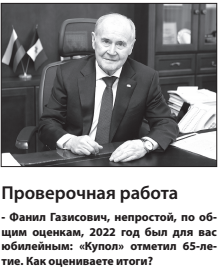 Проверочная работа
- Фанил Газисович, непростой, по об-
щим оценкам, 2022 год был для вас
юбилейным: «Купол» отметил 65-ле-
тие. Как оцениваете итоги?